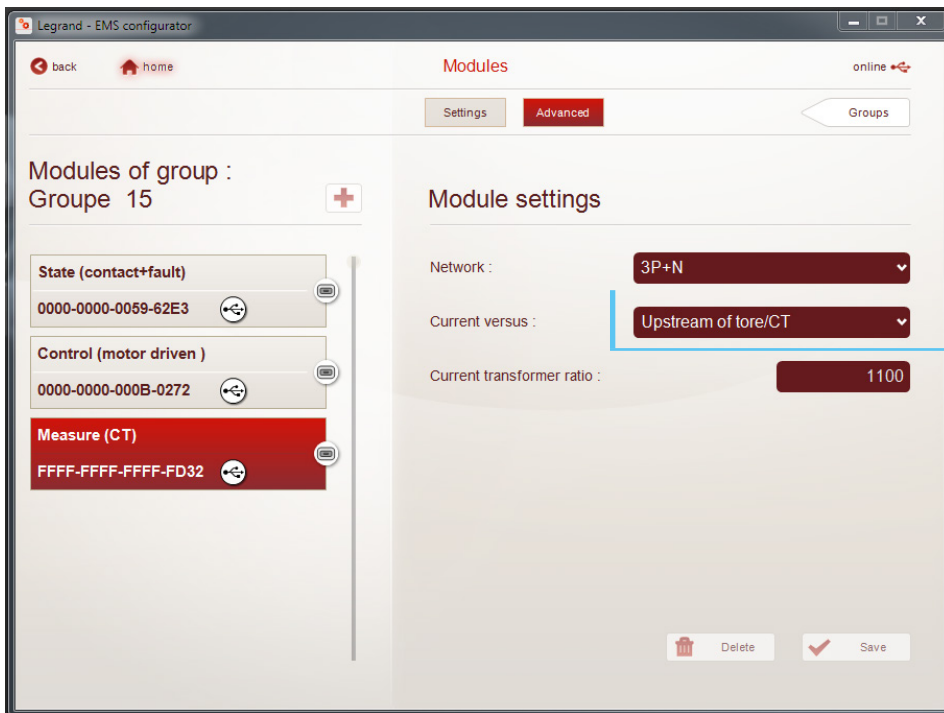 Legrand - EMS configurator
back
home
Modules
online
Settings
Advanced
Groups
Modules of group :
Groupe 15
State (contact+fault)
0000-0000-0059-62E3
Control (motor driven )
0000-0000-000B-0272
Measure (CT)
FFFF-FFFF-FFFF-FD32
Module settings
Network :
3P+N
Current versus :
Upstream of tore/CT
Current transformer ratio :
1100
Delete
Save